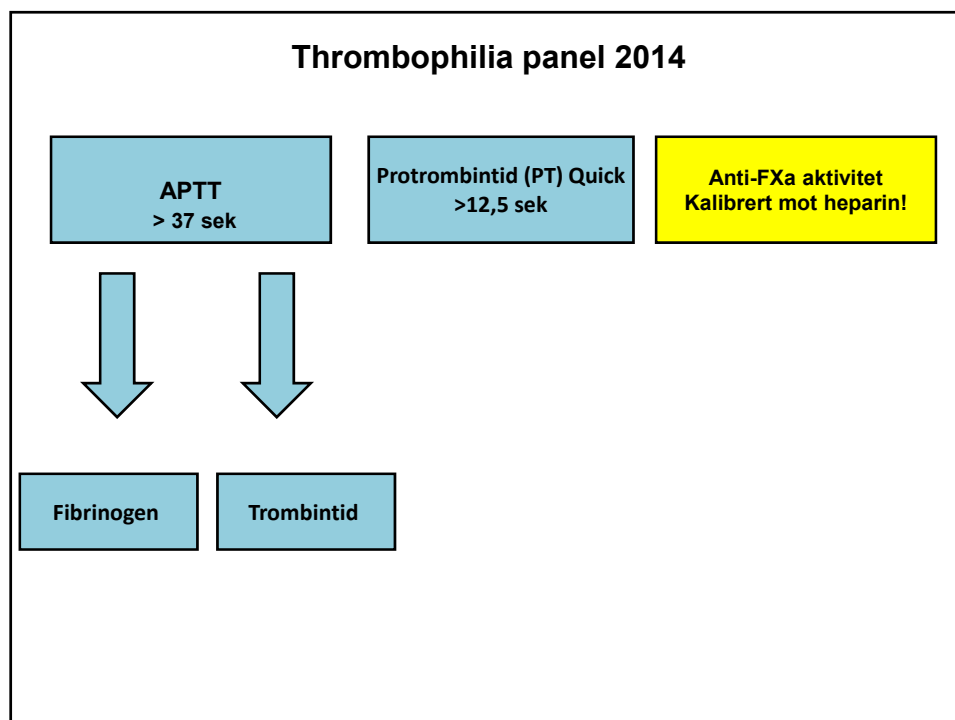 Thrombophilia panel 2014
APTT
> 37 sek
Protrombintid (PT) Quick
>12,5 sek
Anti-FXa aktivitet
Kalibrert mot heparin!
Fibrinogen
Trombintid